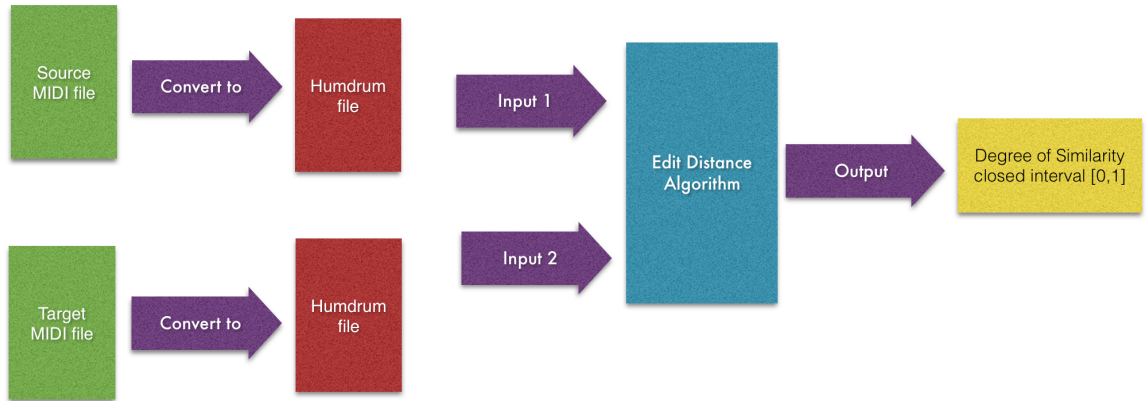 Source
MIDI file
Convert to
Humdrum
file
Input 1
Edit Distance
Algorithm
Output
Degree of Similarity
closed interval [0,1]
Target
MIDI file
Convert to
Humdrum
file
Input 2